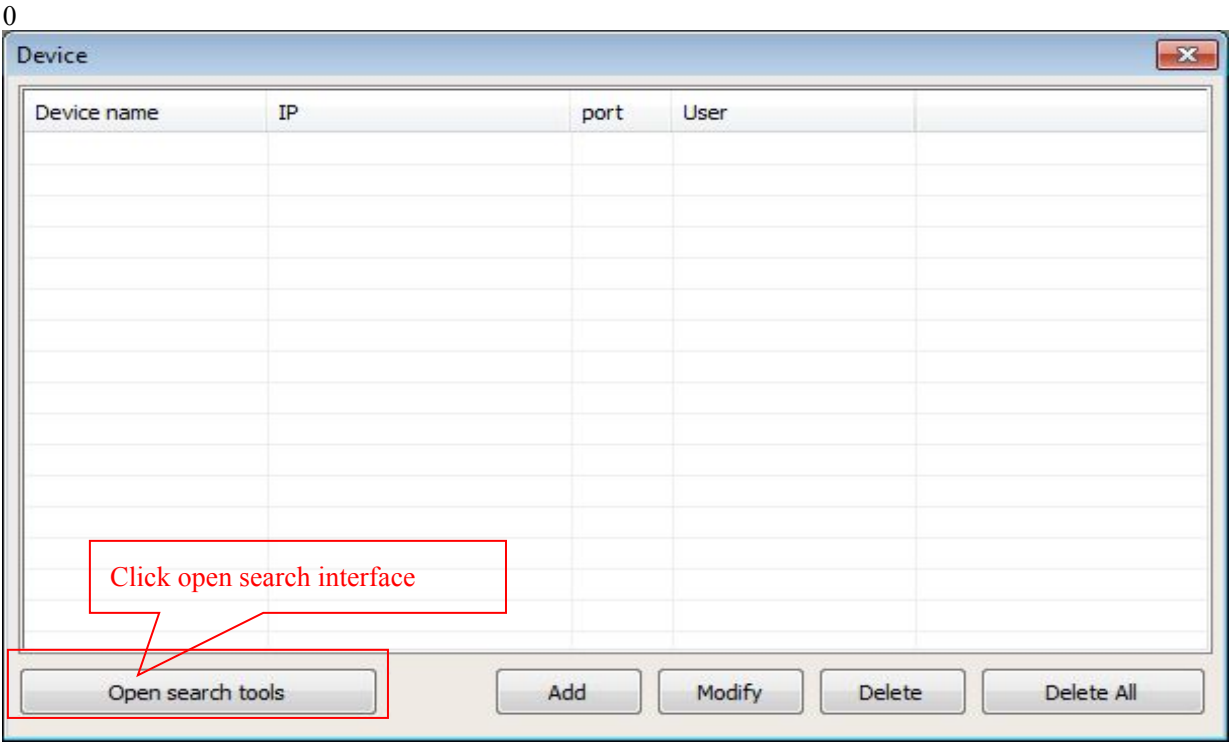 0
Device
Device name IP port User
Click open search interface
Open search tools Add Modify Delete Delete All